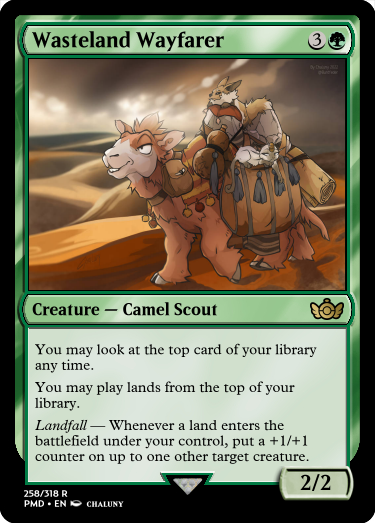 Wasteland Wayfarer 3
Creature — Camel Scout
You may look at the top card of your library
any time.
You may play lands from the top of your
library.
Landfall — Whenever a land enters the
battlefield under your control, put a +1/+1
counter on up to one other target creature.
2/2
258/318 R
PMD • EN CHALUNY